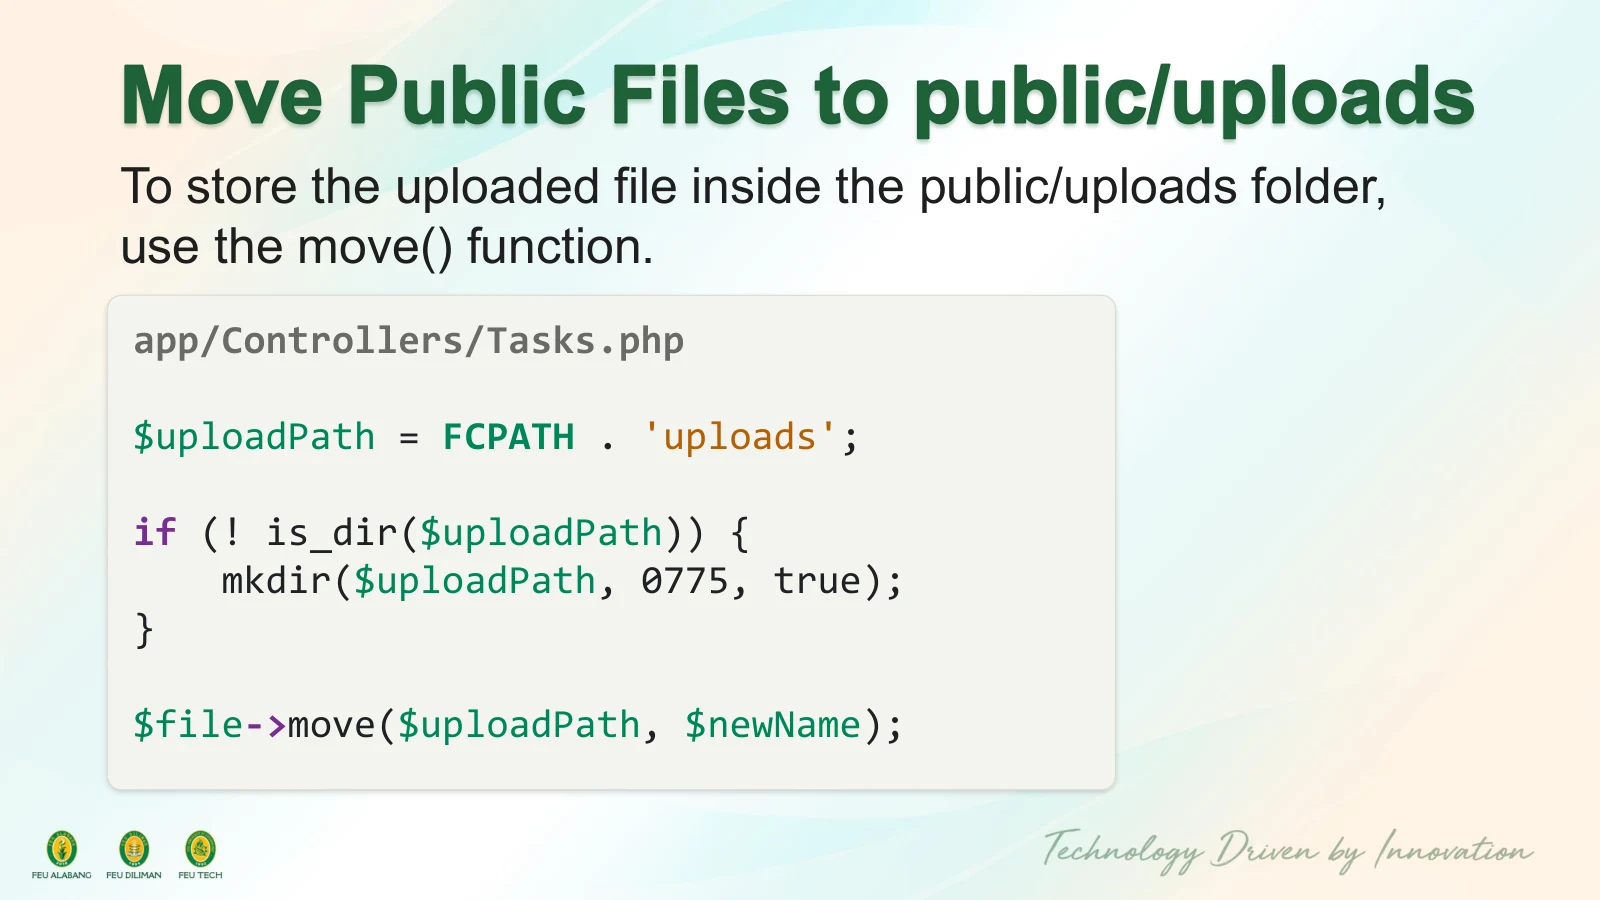 Move Public Files to public/uploads
To store the uploaded file inside the public/uploads folder,
use the move() function.
app/Controllers/Tasks.php
$uploadPath = FCPATH . 'uploads';
if (! is_dir($uploadPath)) {
    mkdir($uploadPath, 0775, true);
}
$file->move($uploadPath, $newName);
FEU ALABANG FEU DILIMAN FEU TECH
Technology Driven by Innovation